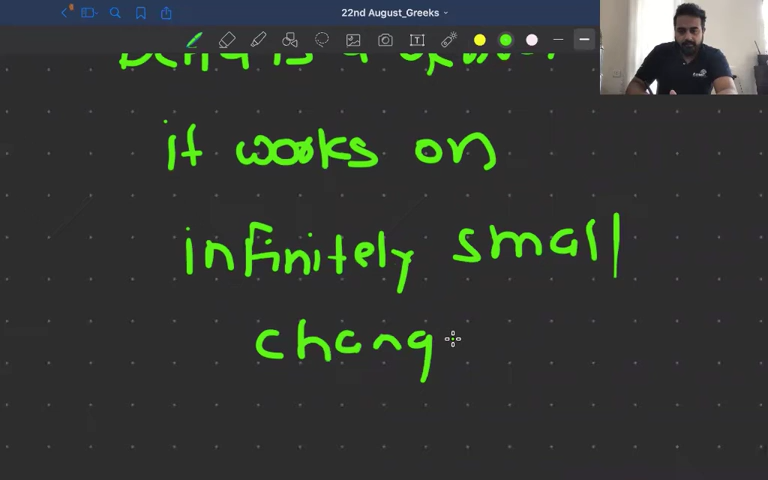 22nd August_Greeks
it works on
infinitely small
chang